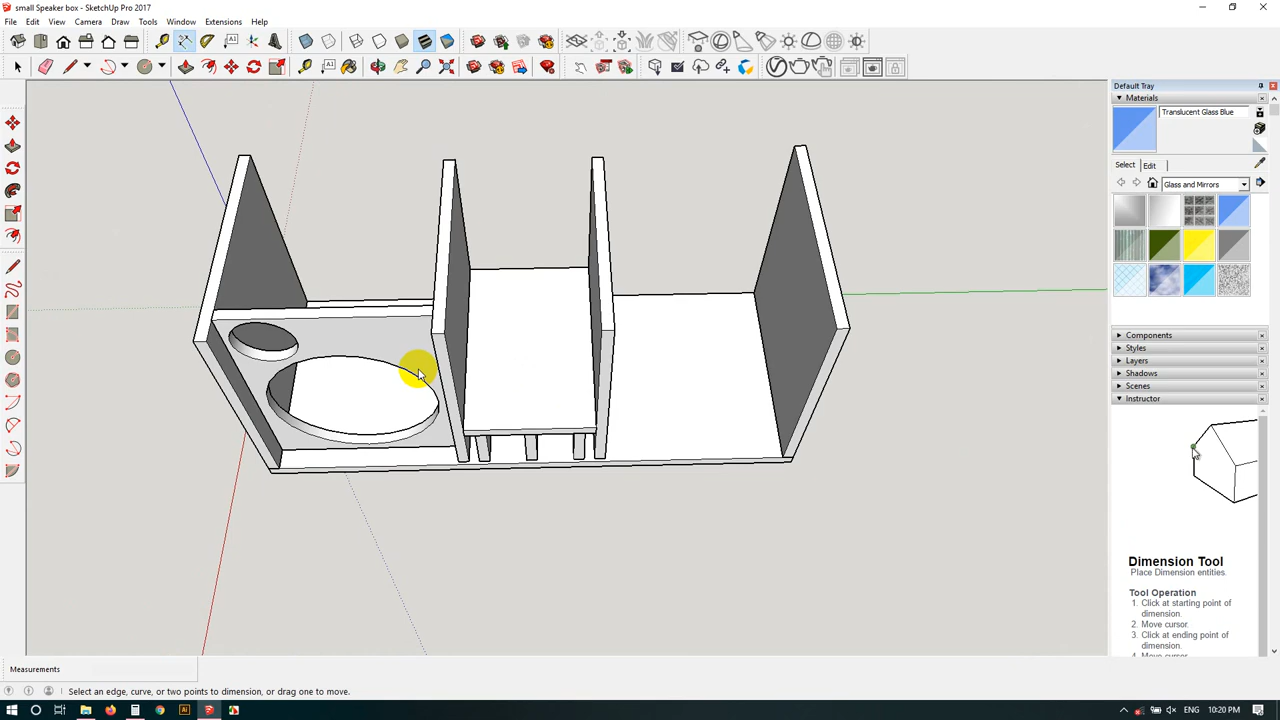 small Speaker box - SketchUp Pro 2017
File Edit View Camera Draw Tools Window Extensions Help
Default Tray
Materials
Translucent Glass Blue
Select Edit
Glass and Mirrors
Components
Styles
Layers
Shadows
Scenes
Instructor
Dimension Tool
Place Dimension entities.
Tool Operation
1. Click at starting point of
dimension.
2. Move cursor.
3. Click at ending point of
dimension.
4. Move cursor.
Measurements
Select an edge, curve, or two points to dimension, or drag one to move.
ENG 10:20 PM